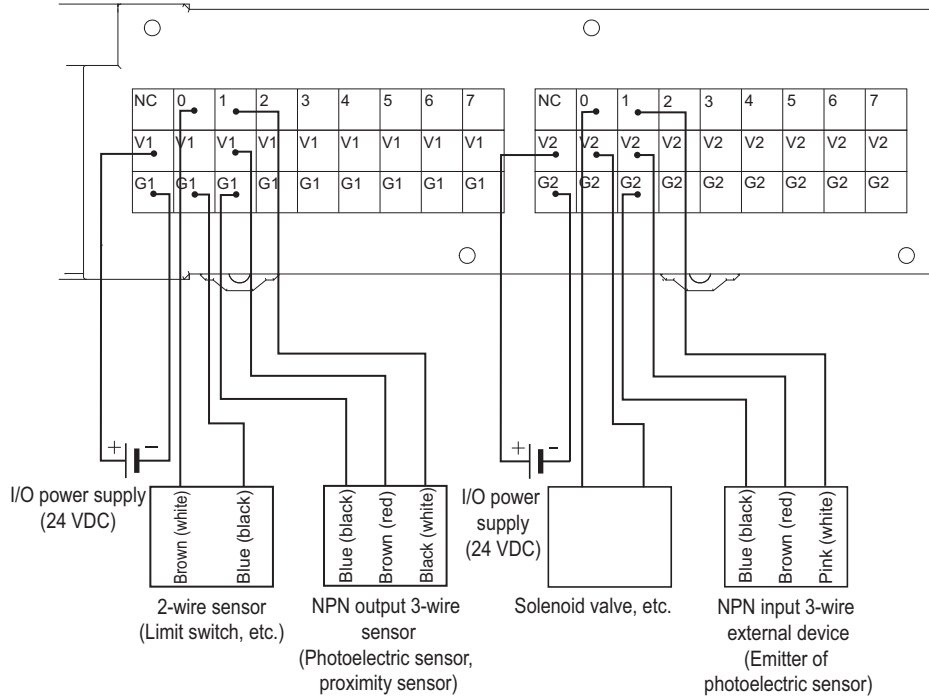 NC 0 1 2 3 4 5 6 7
V1 V1 V1 V1 V1 V1 V1 V1 V1
G1 G1 G1 G1 G1 G1 G1 G1 G1
NC 0 1 2 3 4 5 6 7
V2 V2 V2 V2 V2 V2 V2 V2 V2
G2 G2 G2 G2 G2 G2 G2 G2 G2
+ −
I/O power supply
(24 VDC)
Brown (white)
Blue (black)
2-wire sensor
(Limit switch, etc.)
Blue (black)
Brown (red)
Black (white)
NPN output 3-wire
sensor
(Photoelectric sensor,
proximity sensor)
+ −
I/O power
supply
(24 VDC)
Solenoid valve, etc.
Blue (black)
Brown (red)
Pink (white)
NPN input 3-wire
external device
(Emitter of
photoelectric sensor)